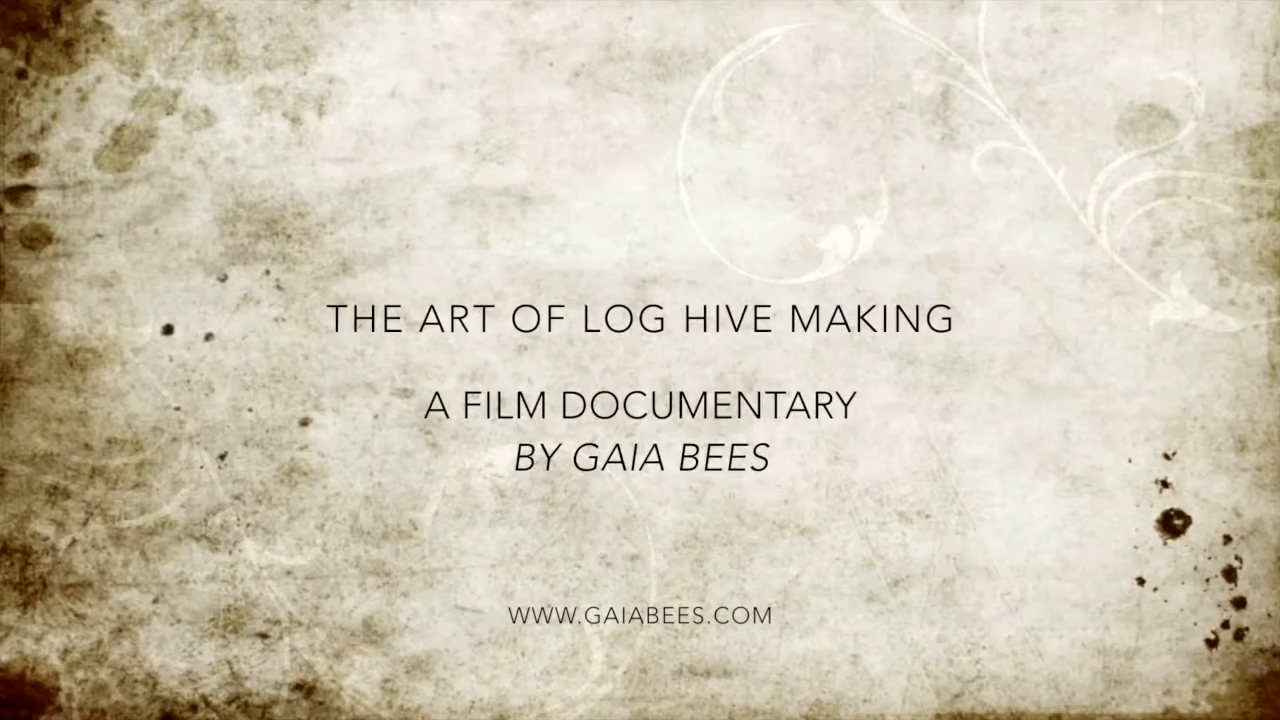 THE ART OF LOG HIVE MAKING
A FILM DOCUMENTARY
BY GAIA BEES
WWW.GAIABEES.COM